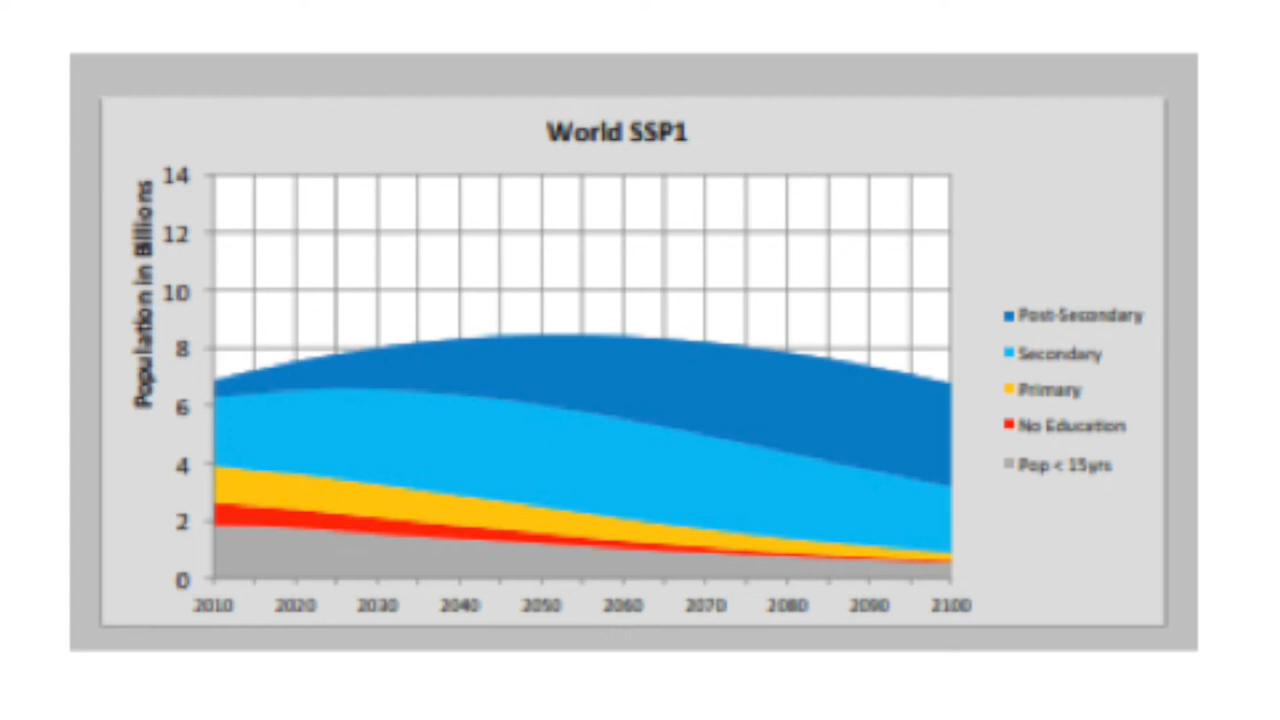 World SSP1
Population in Billions
14
12
10
8
6
4
2
0
2010 2020 2030 2040 2050 2060 2070 2080 2090 2100
Post-Secondary
Secondary
Primary
No Education
Pop < 15yrs